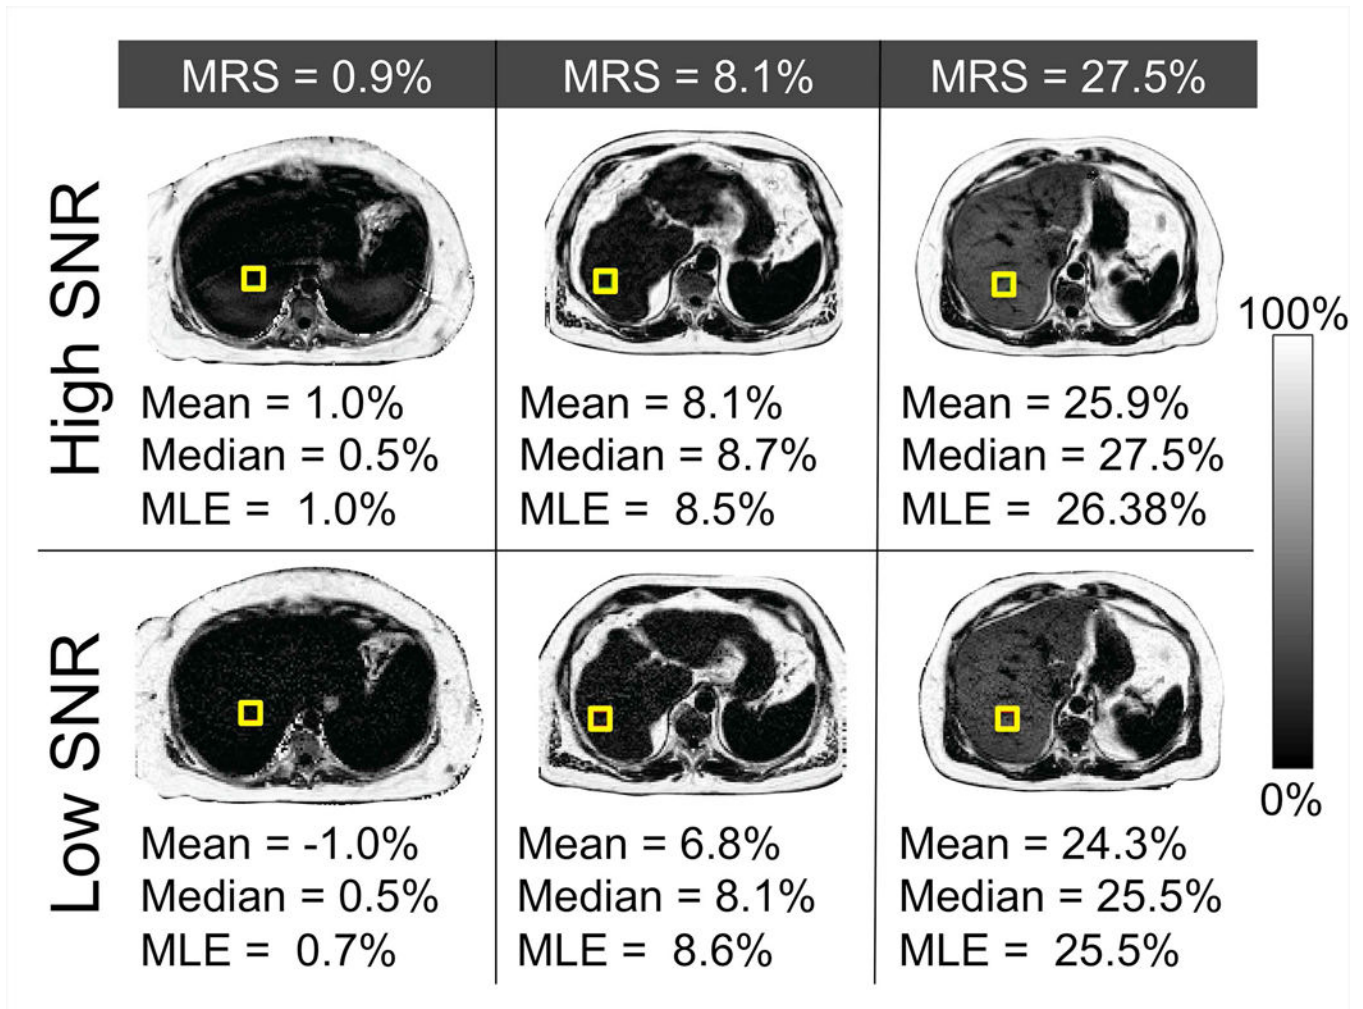 MRS = 0.9%
MRS = 8.1%
MRS = 27.5%
High SNR
Mean = 1.0%
Median = 0.5%
MLE = 1.0%
Mean = 8.1%
Median = 8.7%
MLE = 8.5%
Mean = 25.9%
Median = 27.5%
MLE = 26.38%
100%
0%
Low SNR
Mean = -1.0%
Median = 0.5%
MLE = 0.7%
Mean = 6.8%
Median = 8.1%
MLE = 8.6%
Mean = 24.3%
Median = 25.5%
MLE = 25.5%